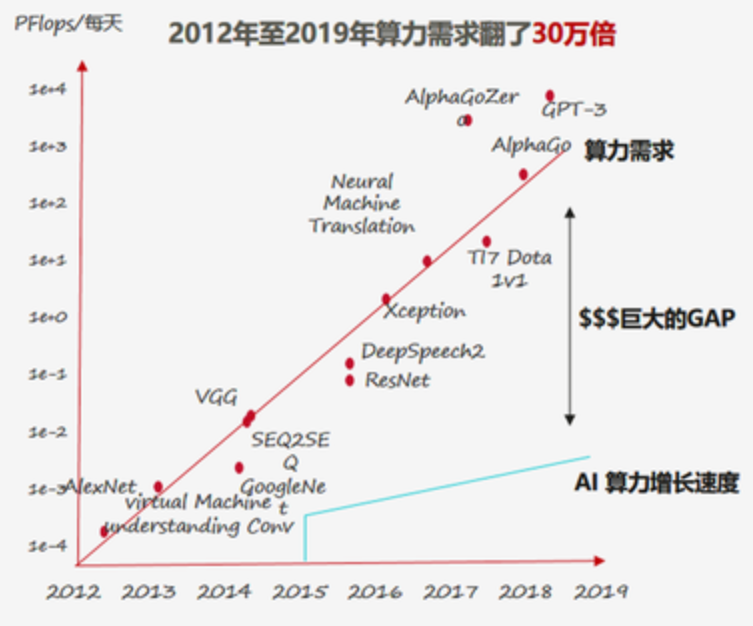 PFlops/每天
2012年至2019年算力需求翻了30万倍
1e+4
1e+3
1e+2
1e+1
1e+0
1e-1
1e-2
1e-3
1e-4
AlphaGoZer
o
GPT-3
AlphaGo
算力需求
Neural
Machine
Translation
TI7 Dota
1v1
Xception
$$$巨大的GAP
DeepSpeech2
ResNet
VGG
SEQ2SE
Q
GoogleNe
t
AlexNet
virtual Machine
understanding Conv
AI 算力增长速度
2012 2013 2014 2015 2016 2017 2018 2019